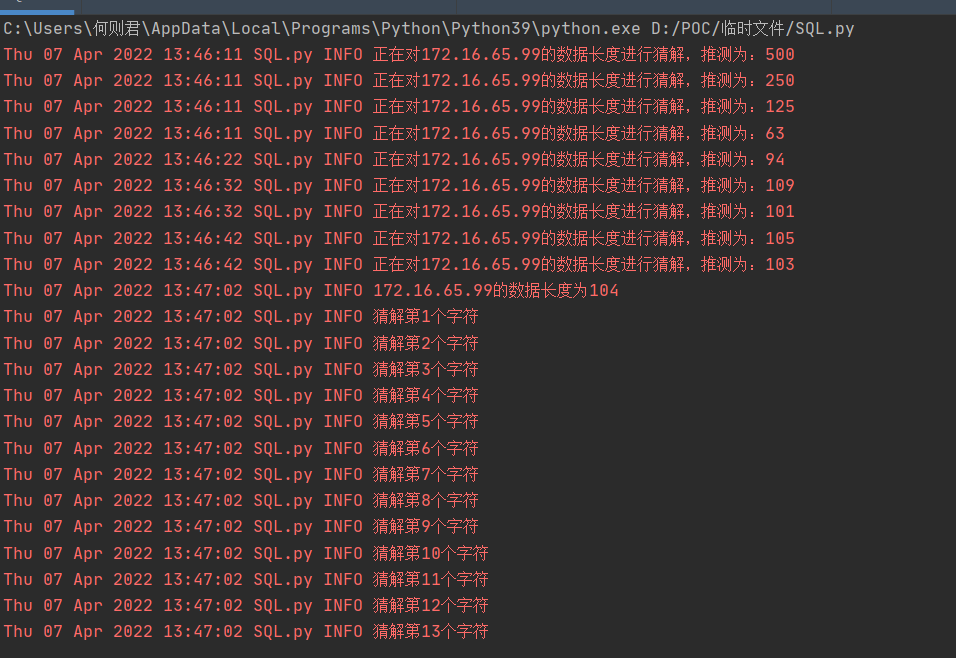 C:\Users\何则君\AppData\Local\Programs\Python\Python39\python.exe D:/POC/临时文件/SQL.py
Thu 07 Apr 2022 13:46:11 SQL.py INFO 正在对172.16.65.99的数据长度进行猜解，推测为：500
Thu 07 Apr 2022 13:46:11 SQL.py INFO 正在对172.16.65.99的数据长度进行猜解，推测为：250
Thu 07 Apr 2022 13:46:11 SQL.py INFO 正在对172.16.65.99的数据长度进行猜解，推测为：125
Thu 07 Apr 2022 13:46:11 SQL.py INFO 正在对172.16.65.99的数据长度进行猜解，推测为：63
Thu 07 Apr 2022 13:46:22 SQL.py INFO 正在对172.16.65.99的数据长度进行猜解，推测为：94
Thu 07 Apr 2022 13:46:32 SQL.py INFO 正在对172.16.65.99的数据长度进行猜解，推测为：109
Thu 07 Apr 2022 13:46:32 SQL.py INFO 正在对172.16.65.99的数据长度进行猜解，推测为：101
Thu 07 Apr 2022 13:46:42 SQL.py INFO 正在对172.16.65.99的数据长度进行猜解，推测为：105
Thu 07 Apr 2022 13:46:42 SQL.py INFO 正在对172.16.65.99的数据长度进行猜解，推测为：103
Thu 07 Apr 2022 13:47:02 SQL.py INFO 172.16.65.99的数据长度为104
Thu 07 Apr 2022 13:47:02 SQL.py INFO 猜解第1个字符
Thu 07 Apr 2022 13:47:02 SQL.py INFO 猜解第2个字符
Thu 07 Apr 2022 13:47:02 SQL.py INFO 猜解第3个字符
Thu 07 Apr 2022 13:47:02 SQL.py INFO 猜解第4个字符
Thu 07 Apr 2022 13:47:02 SQL.py INFO 猜解第5个字符
Thu 07 Apr 2022 13:47:02 SQL.py INFO 猜解第6个字符
Thu 07 Apr 2022 13:47:02 SQL.py INFO 猜解第7个字符
Thu 07 Apr 2022 13:47:02 SQL.py INFO 猜解第8个字符
Thu 07 Apr 2022 13:47:02 SQL.py INFO 猜解第9个字符
Thu 07 Apr 2022 13:47:02 SQL.py INFO 猜解第10个字符
Thu 07 Apr 2022 13:47:02 SQL.py INFO 猜解第11个字符
Thu 07 Apr 2022 13:47:02 SQL.py INFO 猜解第12个字符
Thu 07 Apr 2022 13:47:02 SQL.py INFO 猜解第13个字符